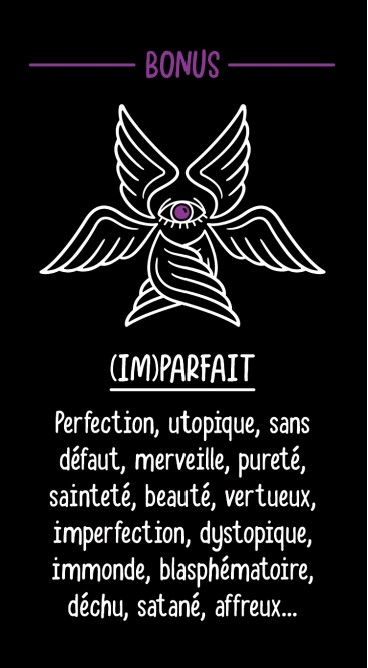 BONUS
(IM)PARFAIT
Perfection, utopique, sans
défaut, merveille, pureté,
sainteté, beauté, vertueux,
imperfection, dystopique,
immonde, blasphématoire,
déchu, satané, affreux...